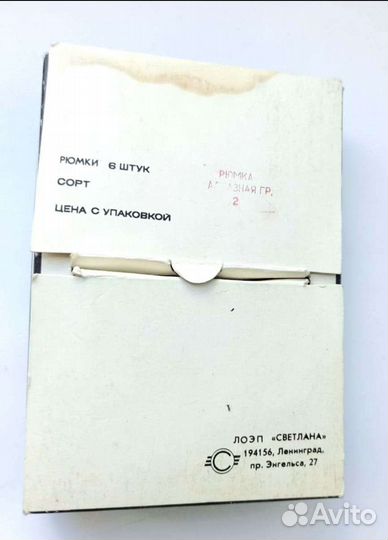 РЮМКИ 6 ШТУК
СОРТ
ЦЕНА С УПАКОВКОЙ
РЮМКА
ГР.
2
ЛОЭП «СВЕТЛАНА»
194156, Ленинград,
пр. Энгельса, 27
Avito